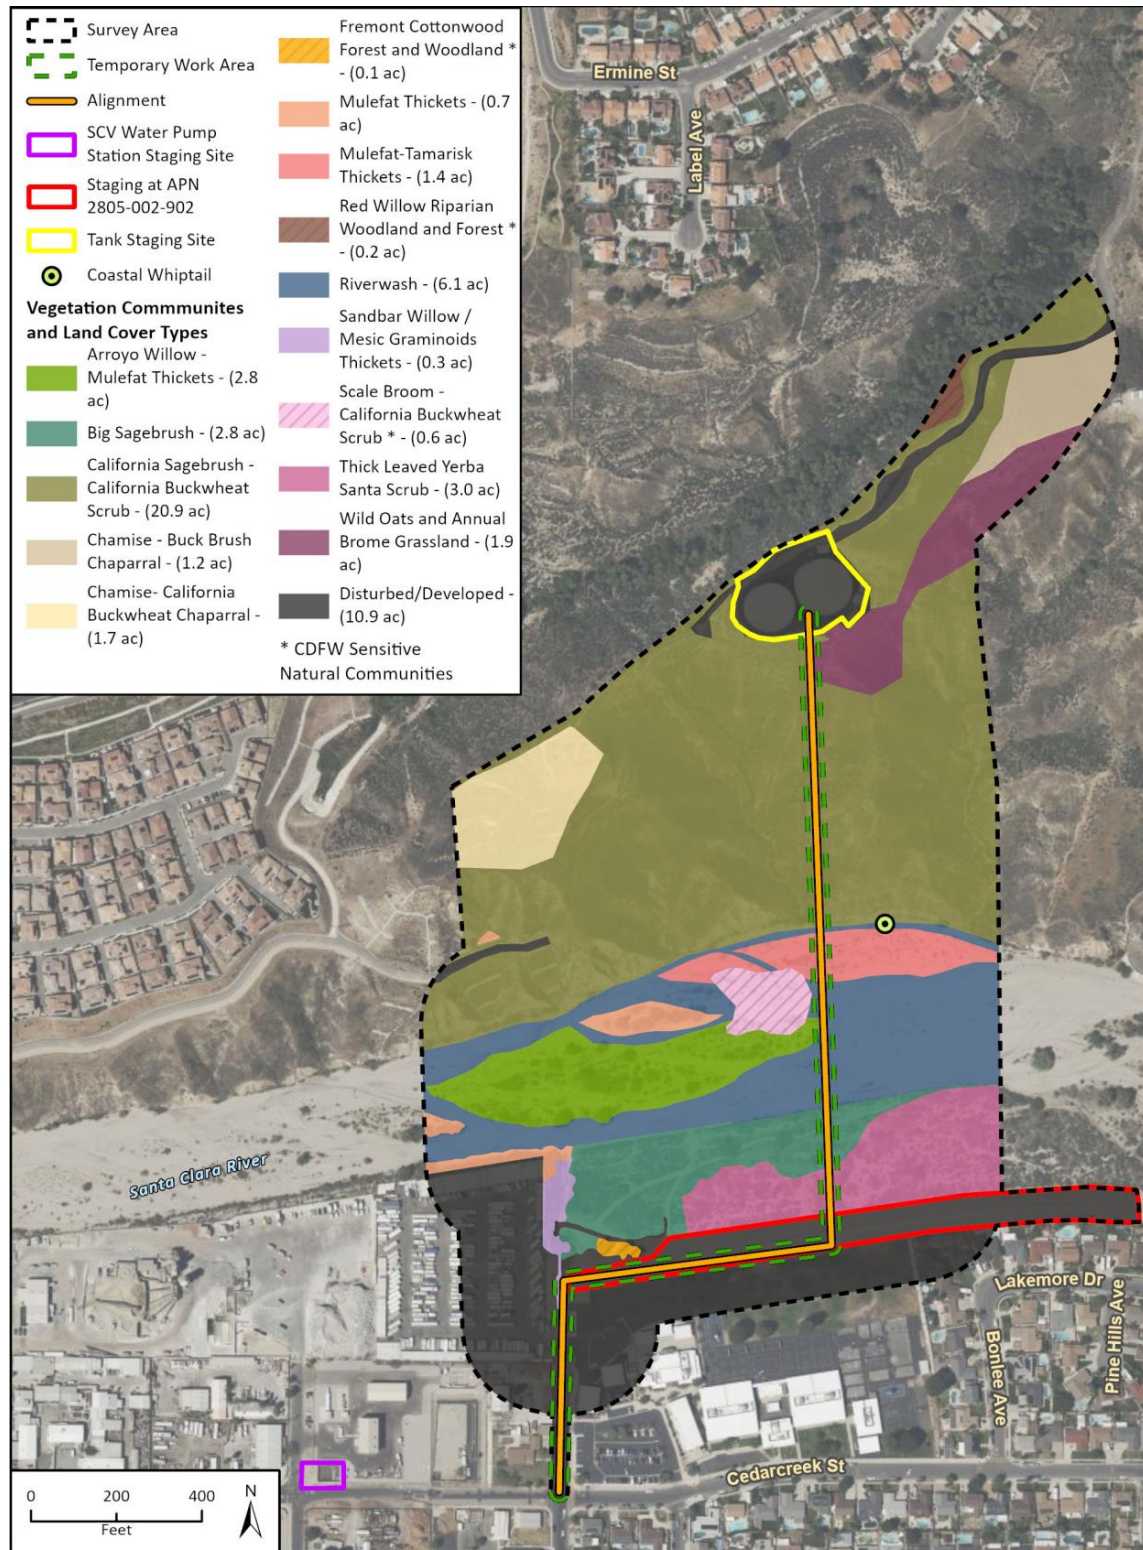 Survey Area
Temporary Work Area
Alignment
SCV Water Pump
Station Staging Site
Staging at APN
2805-002-902
Tank Staging Site
Coastal Whiptail
Vegetation Commmunites
and Land Cover Types
Arroyo Willow -
Mulefat Thickets - (2.8
ac)
Big Sagebrush - (2.8 ac)
California Sagebrush -
California Buckwheat
Scrub - (20.9 ac)
Chamise - Buck Brush
Chaparral - (1.2 ac)
Chamise- California
Buckwheat Chaparral -
(1.7 ac)
Fremont Cottonwood
Forest and Woodland *
- (0.1 ac)
Mulefat Thickets - (0.7
ac)
Mulefat-Tamarisk
Thickets - (1.4 ac)
Red Willow Riparian
Woodland and Forest *
- (0.2 ac)
Riverwash - (6.1 ac)
Sandbar Willow /
Mesic Graminoids
Thickets - (0.3 ac)
Scale Broom -
California Buckwheat
Scrub * - (0.6 ac)
Thick Leaved Yerba
Santa Scrub - (3.0 ac)
Wild Oats and Annual
Brome Grassland - (1.9
ac)
Disturbed/Developed -
(10.9 ac)
* CDFW Sensitive
Natural Communities
Ermine St
Label Ave
Santa Clara River
Lakemore Dr
Bonlee Ave
Pine Hills Ave
Cedarcreek St
0 200 400
Feet
N